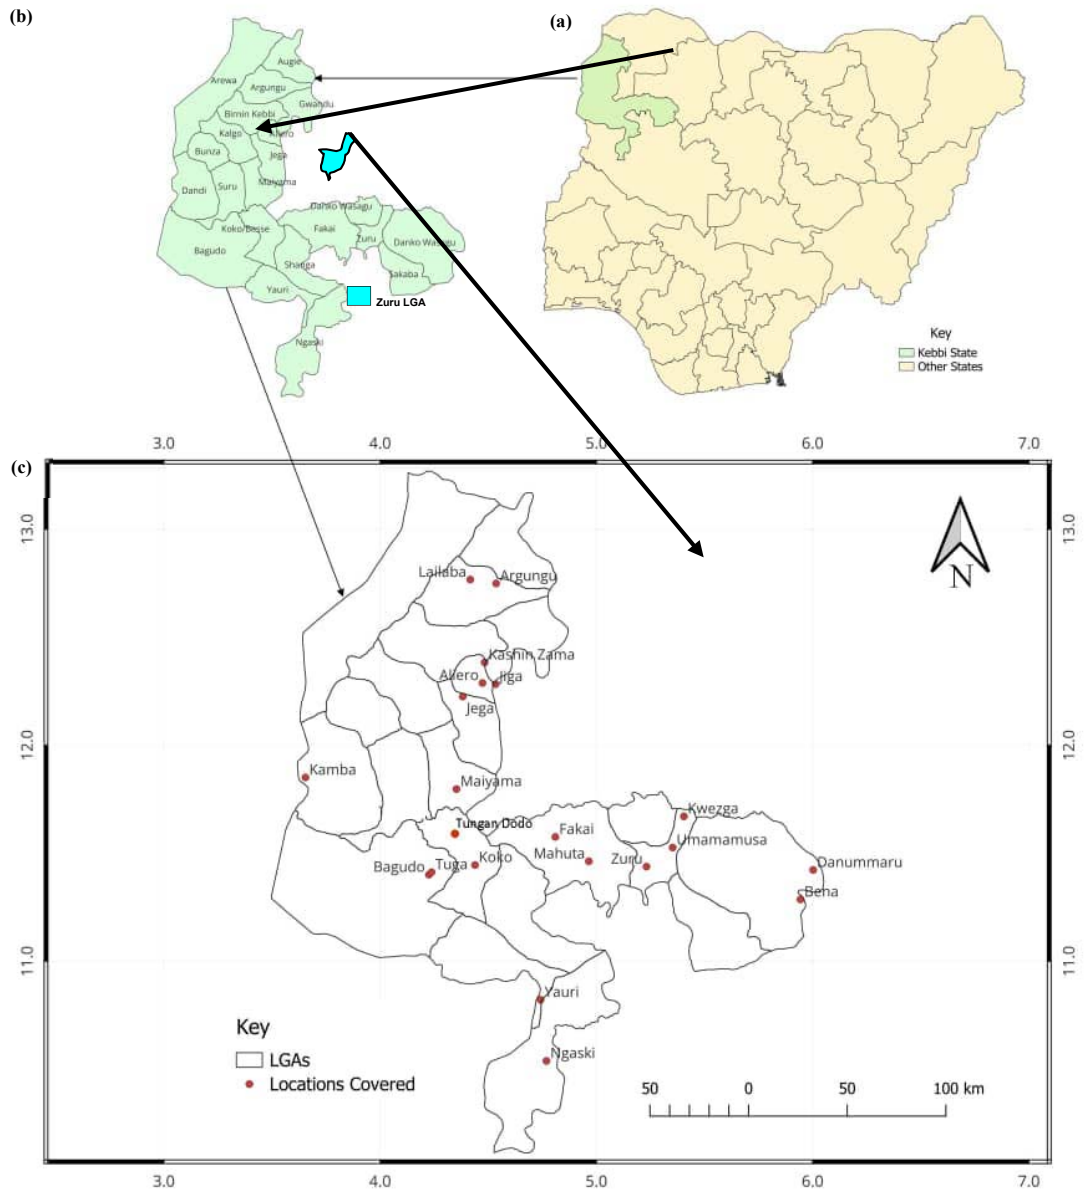 (b)
(a)
Augie
Arewa
Argungu
Gwandu
Birnin Kebbi
Kalgo
Aliero
Bunza
Jega
Maiyama
Dandi
Suru
Danko Wasagu
Koko/Besse
Fakai
Zuru
Danko Wasagu
Bagudo
Shanga
Sakaba
Yauri
Zuru LGA
Ngaski
Key
Kebbi State
Other States
(c)
3.0
4.0
5.0
6.0
7.0
13.0
13.0
N
Lailaba
Argungu
Kashin Zama
Aliero
Jiga
Jega
12.0
12.0
Kamba
Maiyama
Kwezga
Tungan Dodo
Fakai
Umamamusa
Mahuta
Zuru
Koko
Tuga
Bagudo
Danummaru
Bena
11.0
11.0
Yauri
Key
LGAs
Locations Covered
Ngaski
50
0
50
100 km
3.0
4.0
5.0
6.0
7.0